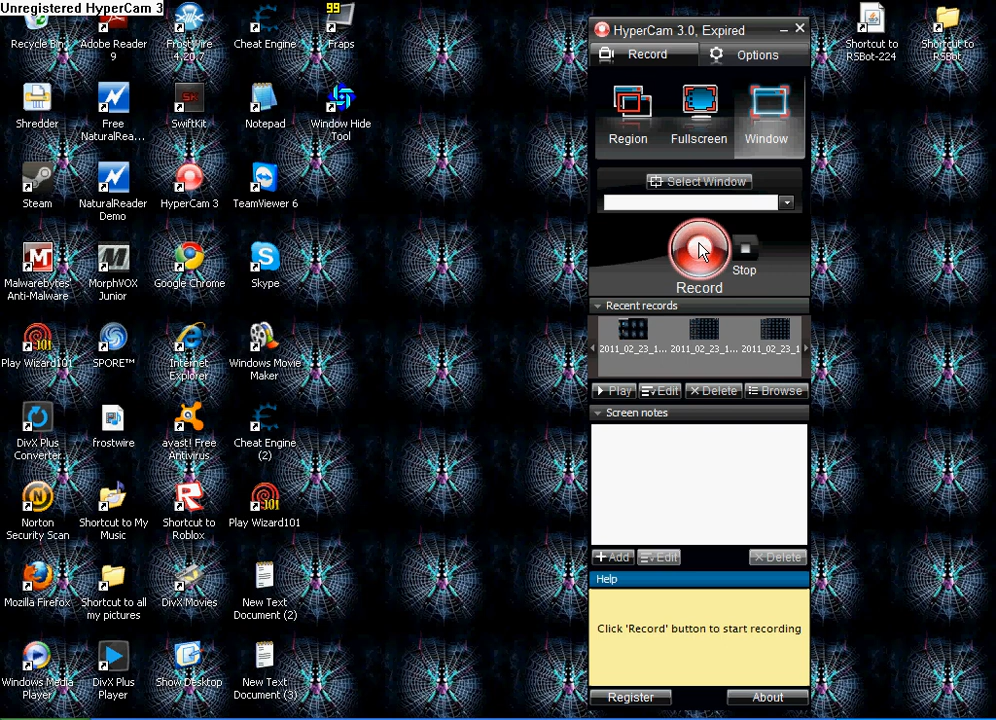 Unregistered HyperCam 3
Recycle Bin
Adobe Reader
9
FrostWire
4.20.7
Cheat Engine
99
Fraps
Shredder
Free
NaturalRea...
SwiftKit
Notepad
Window Hide
Tool
Steam
NaturalReader
Demo
HyperCam 3
TeamViewer 6
Malwarebytes'
Anti-Malware
MorphVOX
Junior
Google Chrome
Skype
Play Wizard101
SPORE™
Internet
Explorer
Windows Movie
Maker
DivX Plus
Converter
frostwire
avast! Free
Antivirus
Cheat Engine
(2)
Norton
Security Scan
Shortcut to My
Music
Shortcut to
Roblox
Play Wizard101
Mozilla Firefox
Shortcut to all
my pictures
DivX Movies
New Text
Document (2)
Windows Media
Player
DivX Plus
Player
Show Desktop
New Text
Document (3)
HyperCam 3.0, Expired
Record
Options
Region
Fullscreen
Window
Select Window
Stop
Record
Recent records
2011_02_23_1...
2011_02_23_1...
2011_02_23_1
Play
Edit
Delete
Browse
Screen notes
Add
Edit
Delete
Help
Click 'Record' button to start recording
Register
About
Shortcut to
RSBot-224
Shortcut to
RSBot